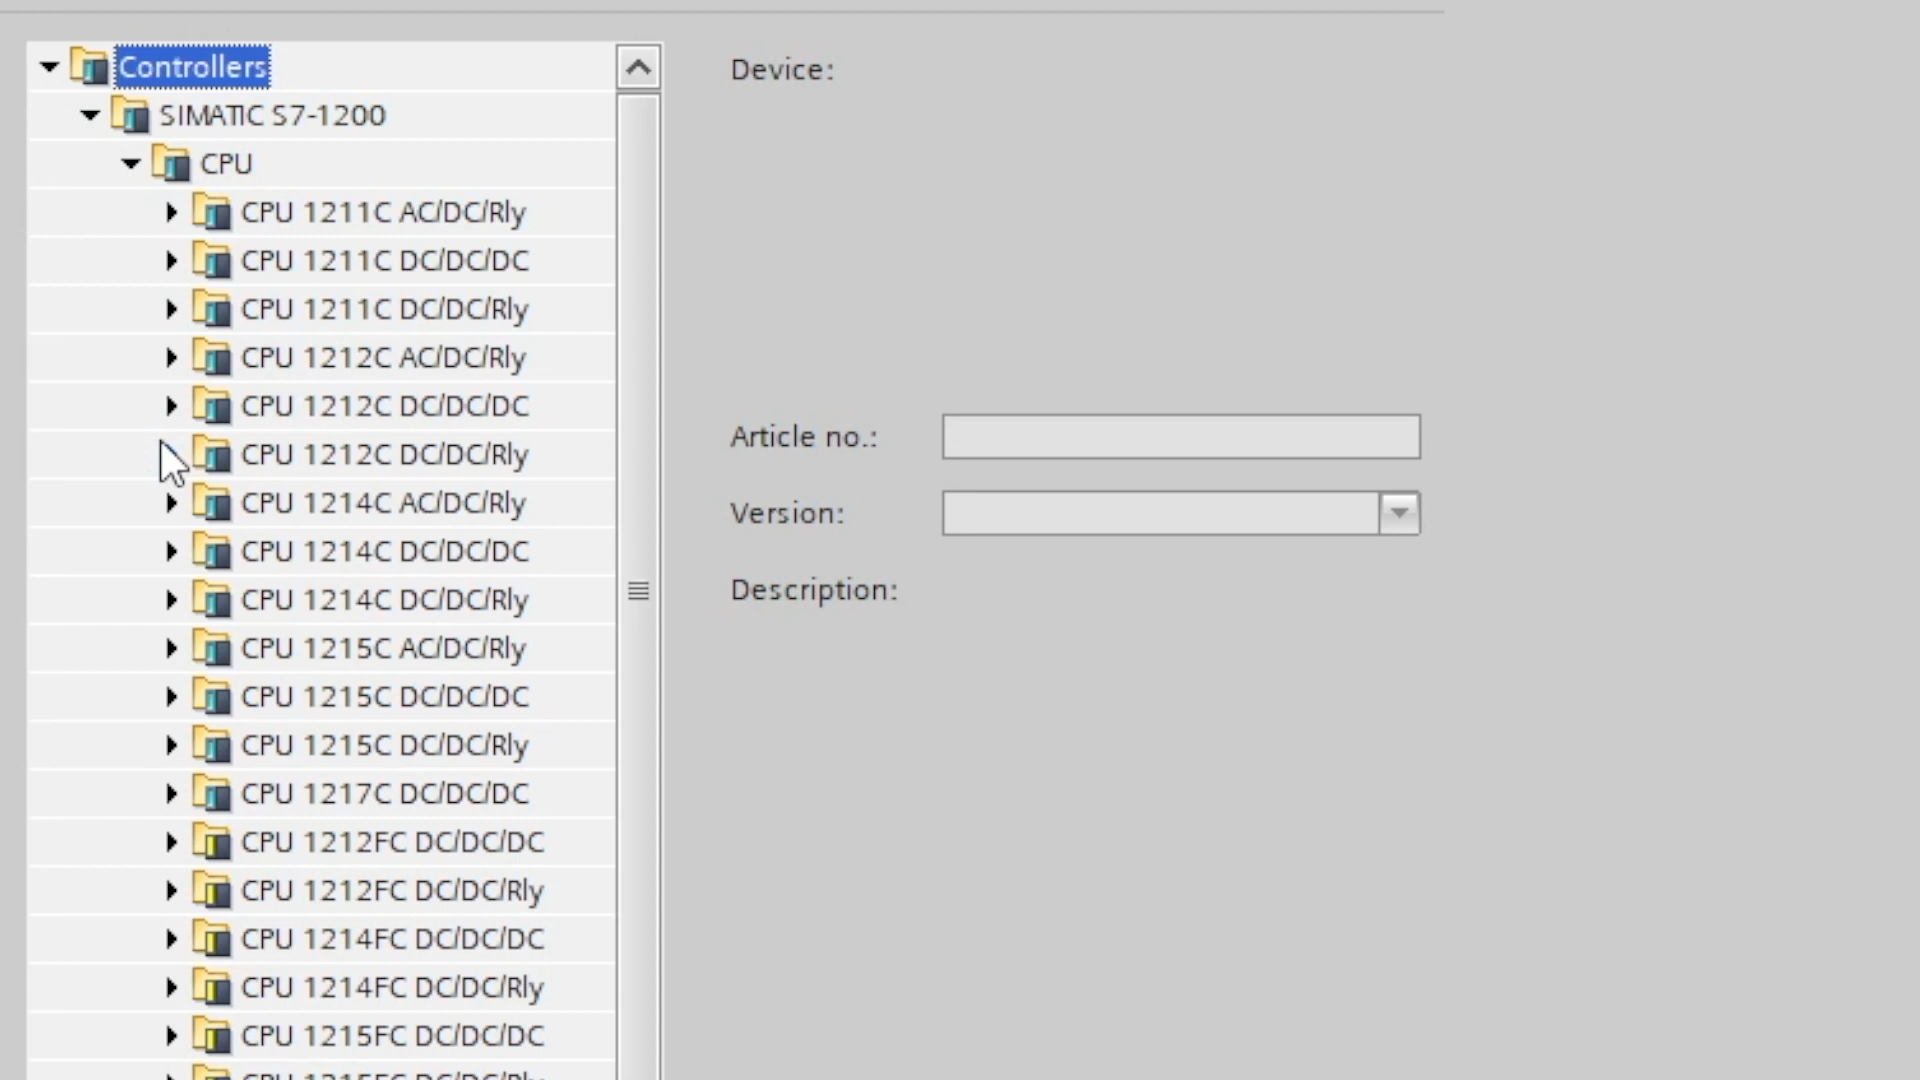 Controllers
SIMATIC S7-1200
CPU
CPU 1211C AC/DC/Rly
CPU 1211C DC/DC/DC
CPU 1211C DC/DC/Rly
CPU 1212C AC/DC/Rly
CPU 1212C DC/DC/DC
CPU 1212C DC/DC/Rly
CPU 1214C AC/DC/Rly
CPU 1214C DC/DC/DC
CPU 1214C DC/DC/Rly
CPU 1215C AC/DC/Rly
CPU 1215C DC/DC/DC
CPU 1215C DC/DC/Rly
CPU 1217C DC/DC/DC
CPU 1212FC DC/DC/DC
CPU 1212FC DC/DC/Rly
CPU 1214FC DC/DC/DC
CPU 1214FC DC/DC/Rly
CPU 1215FC DC/DC/DC
CPU 1215FC DC/DC/Rly
Device:
Article no.:
Version:
Description: